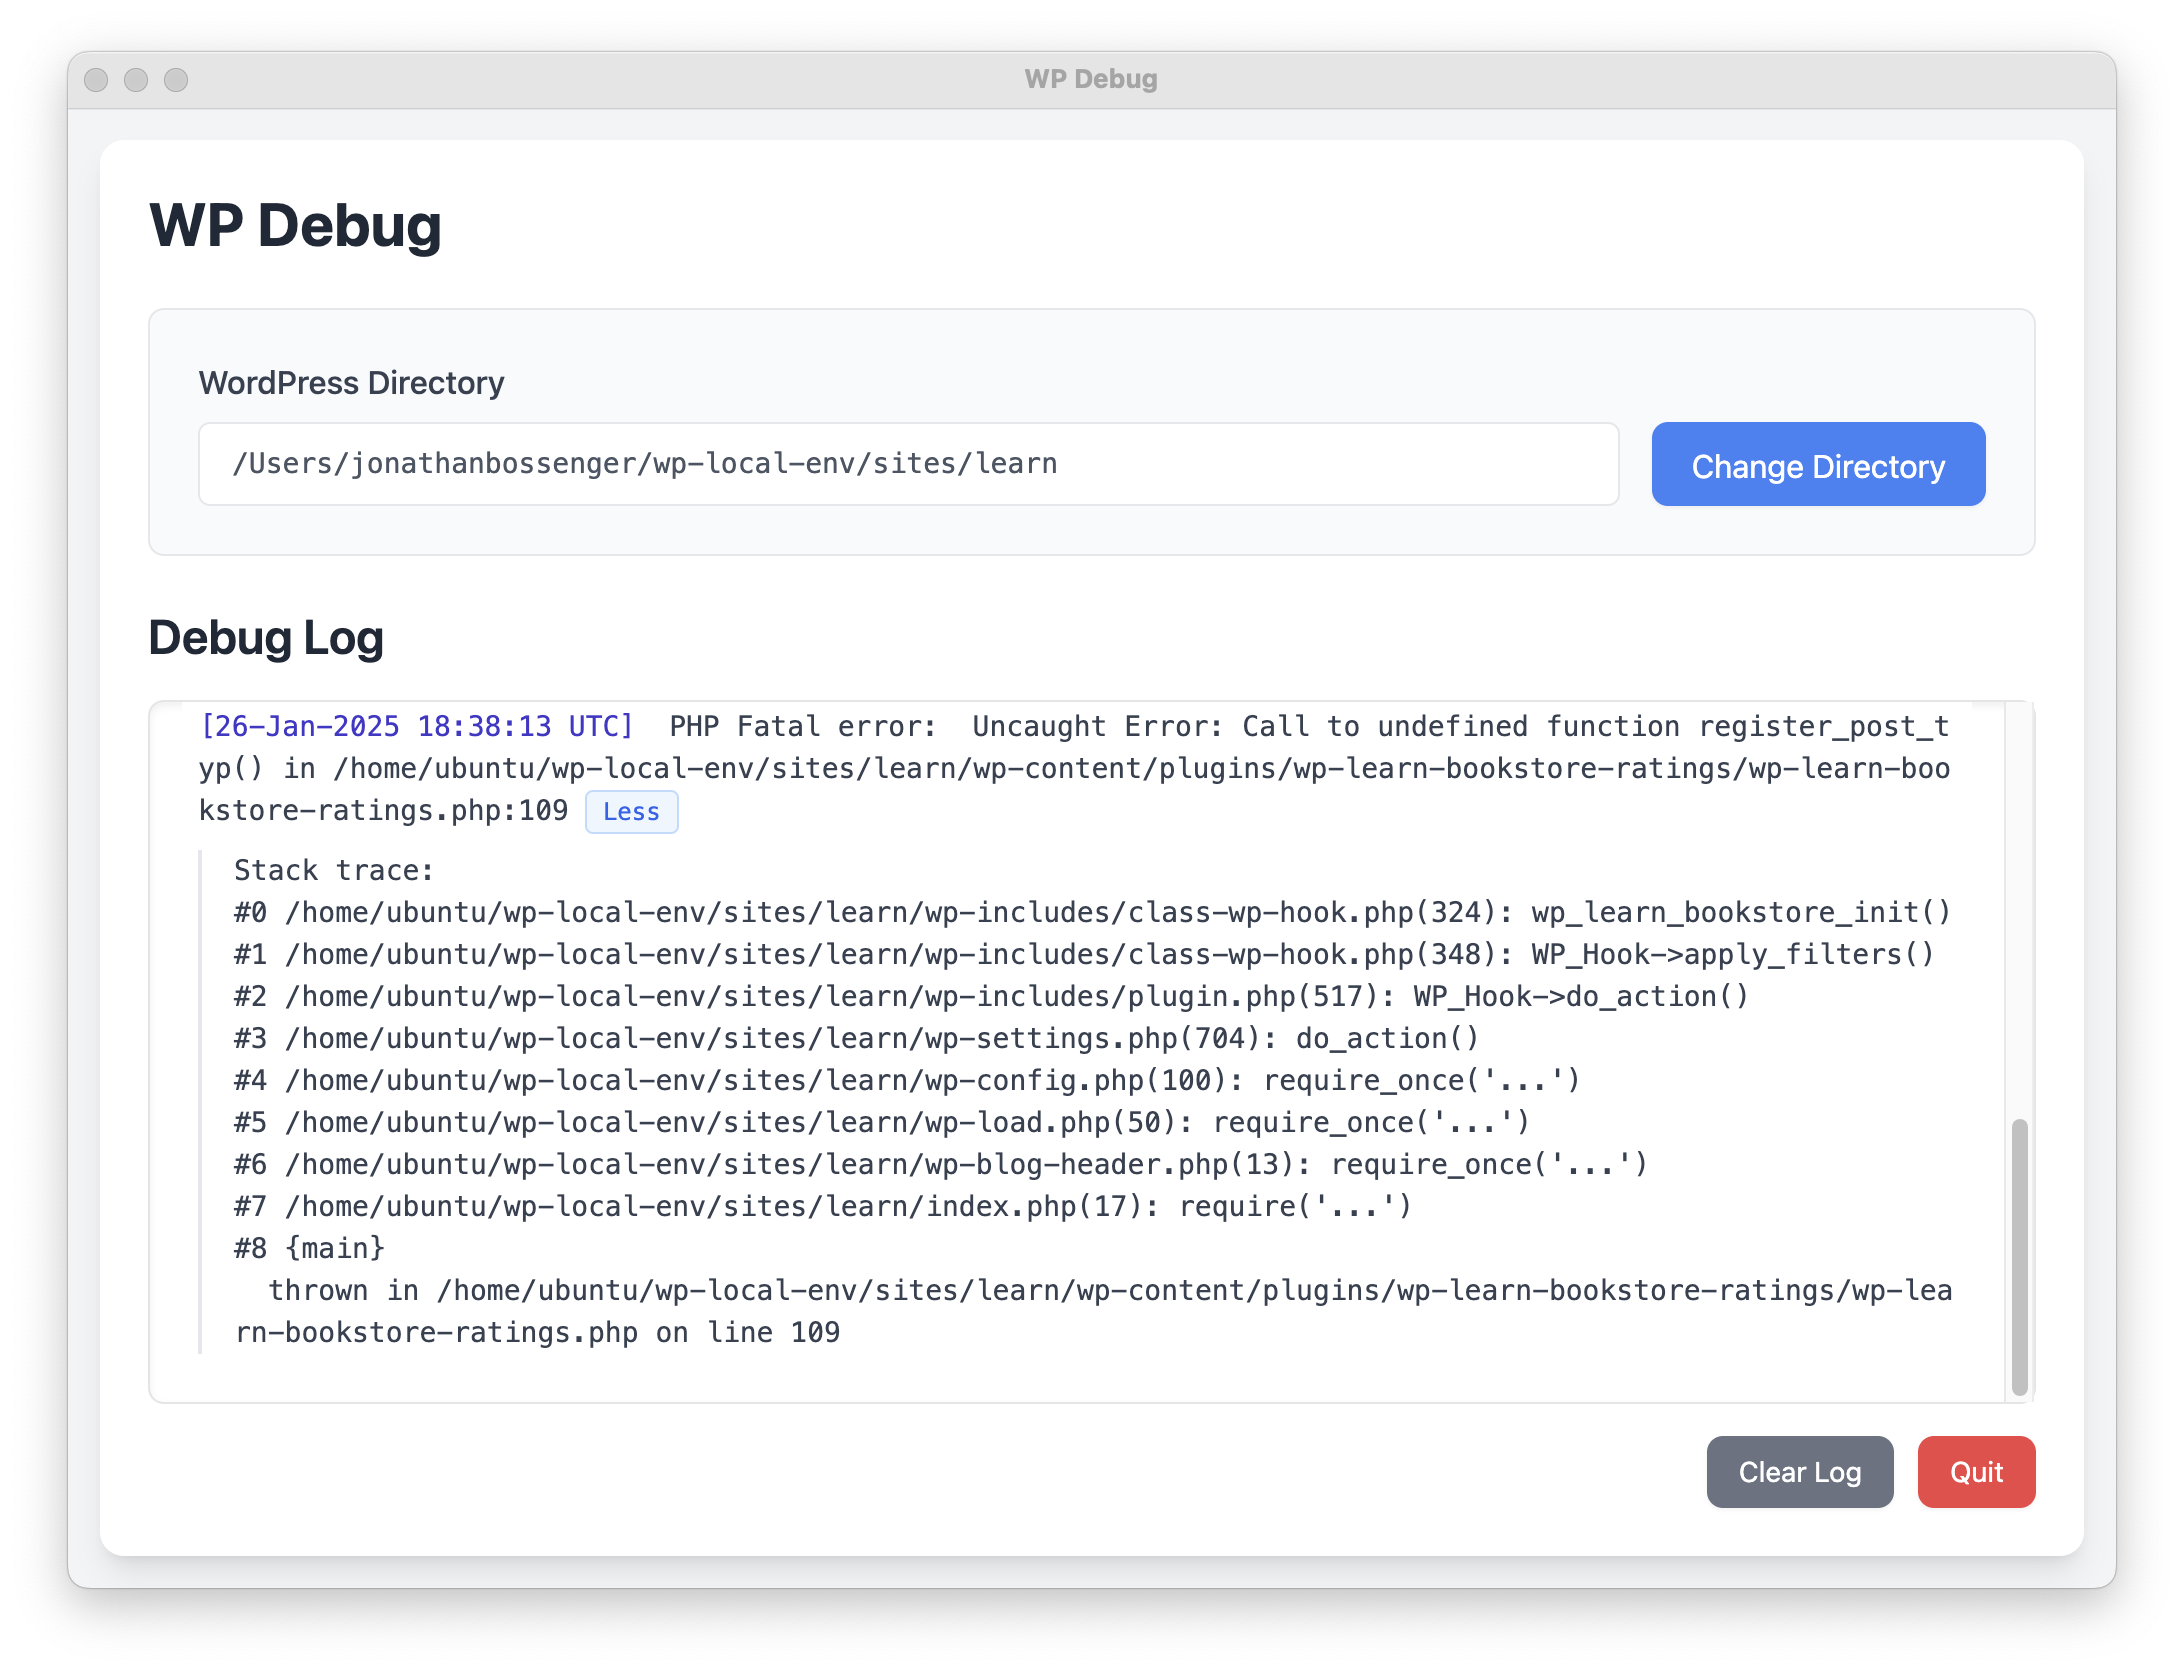 WP Debug
WP Debug
WordPress Directory
/Users/jonathanbossenger/wp-local-env/sites/learn
Change Directory
Debug Log
[26-Jan-2025 18:38:13 UTC]  PHP Fatal error:  Uncaught Error: Call to undefined function register_post_t
yp() in /home/ubuntu/wp-local-env/sites/learn/wp-content/plugins/wp-learn-bookstore-ratings/wp-learn-boo
kstore-ratings.php:109 Less
Stack trace:
#0 /home/ubuntu/wp-local-env/sites/learn/wp-includes/class-wp-hook.php(324): wp_learn_bookstore_init()
#1 /home/ubuntu/wp-local-env/sites/learn/wp-includes/class-wp-hook.php(348): WP_Hook->apply_filters()
#2 /home/ubuntu/wp-local-env/sites/learn/wp-includes/plugin.php(517): WP_Hook->do_action()
#3 /home/ubuntu/wp-local-env/sites/learn/wp-settings.php(704): do_action()
#4 /home/ubuntu/wp-local-env/sites/learn/wp-config.php(100): require_once('...')
#5 /home/ubuntu/wp-local-env/sites/learn/wp-load.php(50): require_once('...')
#6 /home/ubuntu/wp-local-env/sites/learn/wp-blog-header.php(13): require_once('...')
#7 /home/ubuntu/wp-local-env/sites/learn/index.php(17): require('...')
#8 {main}
  thrown in /home/ubuntu/wp-local-env/sites/learn/wp-content/plugins/wp-learn-bookstore-ratings/wp-lea
rn-bookstore-ratings.php on line 109
Clear Log
Quit